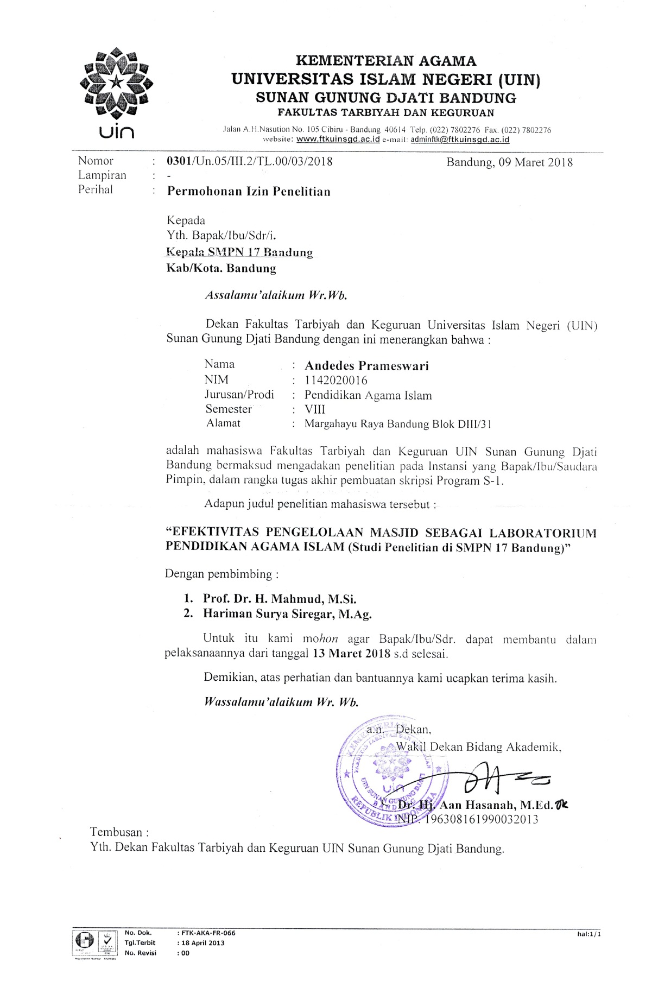 KEMENTERIAN AGAMA
UNIVERSITAS ISLAM NEGERI (UIN)
SUNAN GUNUNG DJATI BANDUNG
FAKULTAS TARBIYAH DAN KEGURUAN
uin
Jalan A.H.Nasution No. 105 Cibiru - Bandung 40614 Telp. (022) 7802276 Fax. (022) 7802276
website: www.ftkuinsgd.ac.id e-mail: adminftk@ftkuinsgd.ac.id
Nomor : 0301/Un.05/III.2/TL.00/03/2018 Bandung, 09 Maret 2018
Lampiran : -
Perihal : Permohonan Izin Penelitian
Kepada
Yth. Bapak/Ibu/Sdr/i.
Kepala SMPN 17 Bandung
Kab/Kota. Bandung
Assalamu'alaikum Wr.Wb.
Dekan Fakultas Tarbiyah dan Keguruan Universitas Islam Negeri (UIN)
Sunan Gunung Djati Bandung dengan ini menerangkan bahwa :
Nama : Andedes Prameswari
NIM : 1142020016
Jurusan/Prodi : Pendidikan Agama Islam
Semester : VIII
Alamat : Margahayu Raya Bandung Blok DIII/31
adalah mahasiswa Fakultas Tarbiyah dan Keguruan UIN Sunan Gunung Djati
Bandung bermaksud mengadakan penelitian pada Instansi yang Bapak/Ibu/Saudara
Pimpin, dalam rangka tugas akhir pembuatan skripsi Program S-1.
Adapun judul penelitian mahasiswa tersebut :
“EFEKTIVITAS PENGELOLAAN MASJID SEBAGAI LABORATORIUM
PENDIDIKAN AGAMA ISLAM (Studi Penelitian di SMPN 17 Bandung)”
Dengan pembimbing :
1. Prof. Dr. H. Mahmud, M.Si.
2. Hariman Surya Siregar, M.Ag.
Untuk itu kami mohon agar Bapak/Ibu/Sdr. dapat membantu dalam
pelaksanaannya dari tanggal 13 Maret 2018 s.d selesai.
Demikian, atas perhatian dan bantuannya kami ucapkan terima kasih.
Wassalamu'alaikum Wr. Wb.
a.n. Dekan,
Wakil Dekan Bidang Akademik,
KEMENTERIAN
uin
UIN SUNAN GUNUNG DJATI
BANDUNG
REPUBLIK INDONESIA
Dr. Hj. Aan Hasanah, M.Ed.
NIP. 196308161990032013
Tembusan :
Yth. Dekan Fakultas Tarbiyah dan Keguruan UIN Sunan Gunung Djati Bandung.
No. Dok. : FTK-AKA-FR-066 hal:1/1
Tgl.Terbit : 18 April 2013
No. Revisi : 00